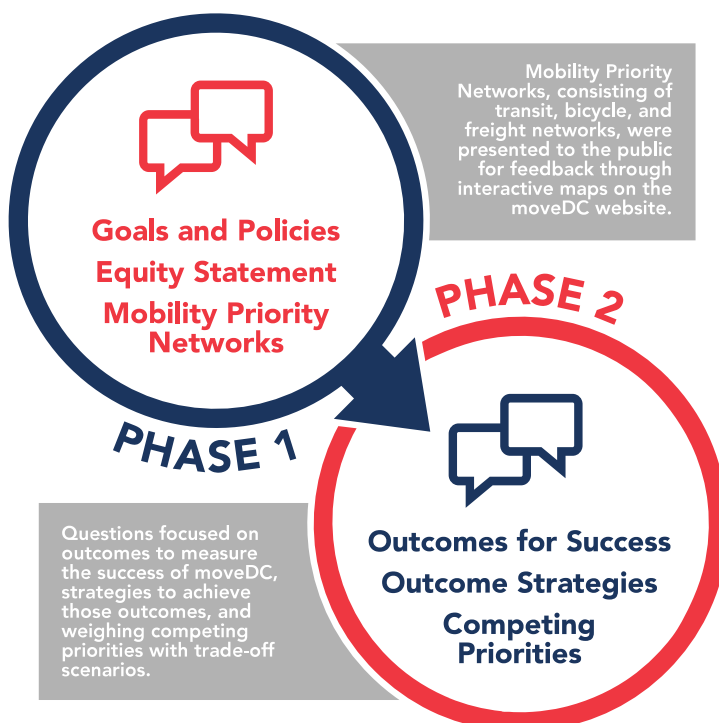 Mobility Priority
Networks, consisting of
transit, bicycle, and
freight networks, were
presented to the public
for feedback through
interactive maps on the
moveDC website.
Goals and Policies
Equity Statement
Mobility Priority
Networks
PHASE 1
PHASE 2
Outcomes for Success
Outcome Strategies
Competing
Priorities
Questions focused on
outcomes to measure
the success of moveDC,
strategies to achieve
those outcomes, and
weighing competing
priorities with trade-off
scenarios.